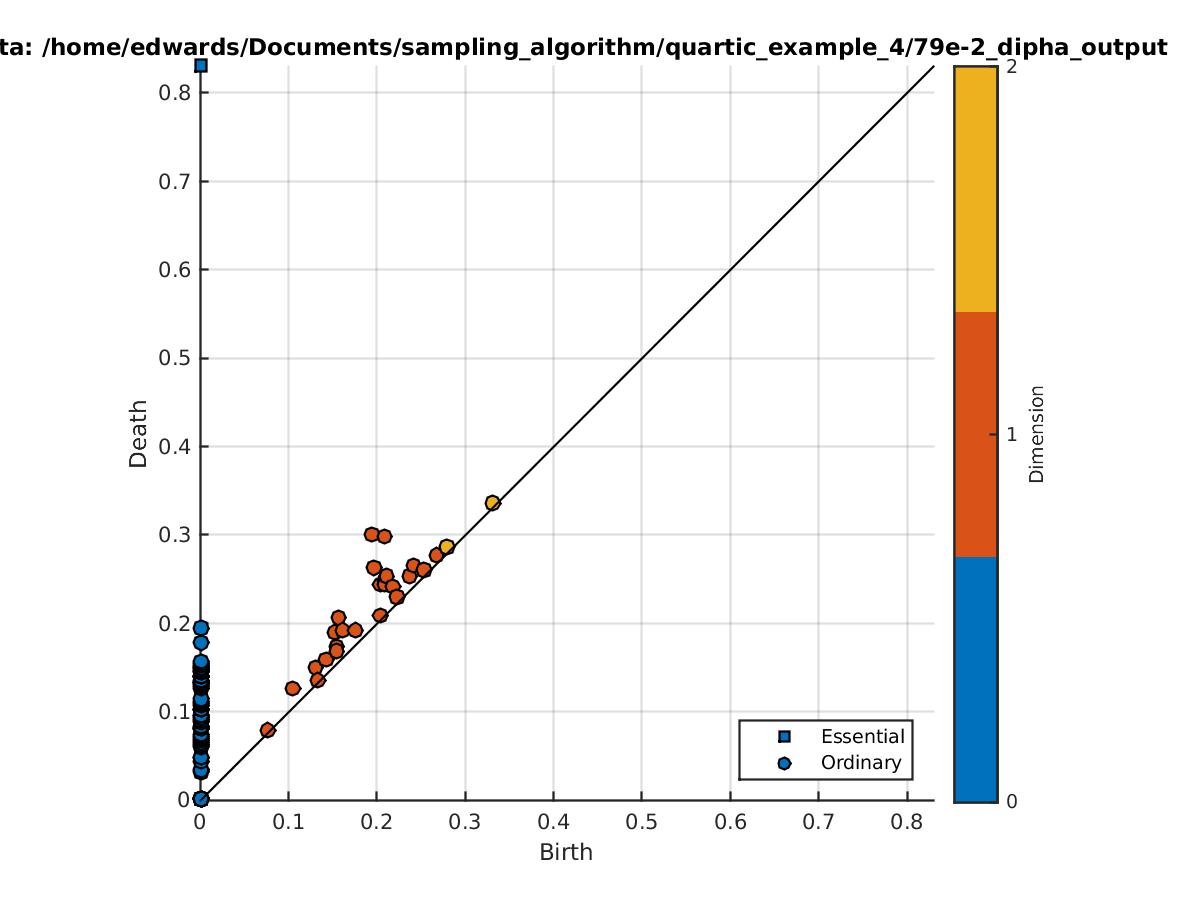 ta: /home/edwards/Documents/sampling_algorithm/quartic_example_4/79e-2_dipha_output
0.8
0.7
0.6
0.5
0.4
0.3
0.2
0.1
0
Death
0 0.1 0.2 0.3 0.4 0.5 0.6 0.7 0.8
Birth
Essential
Ordinary
2
1
0
Dimension